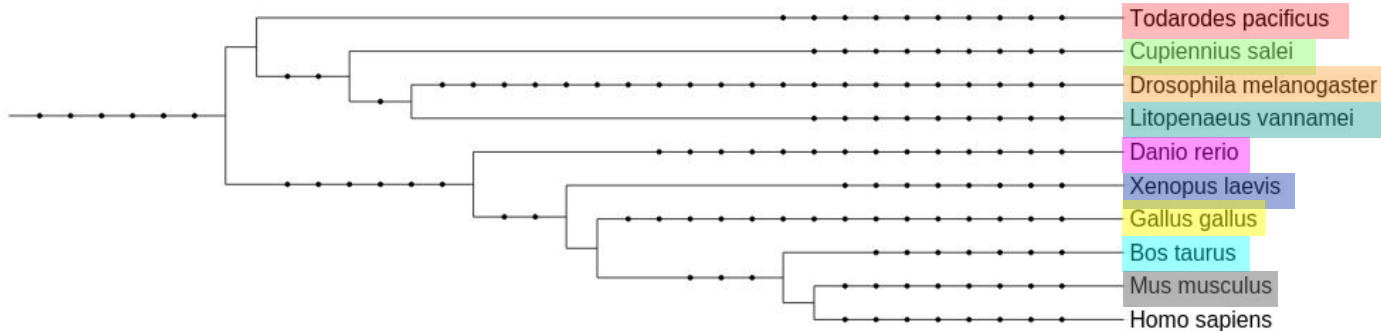 Todarodes pacificus
Cupiennius salei
Drosophila melanogaster
Litopenaeus vannamei
Danio rerio
Xenopus laevis
Gallus gallus
Bos taurus
Mus musculus
Homo sapiens